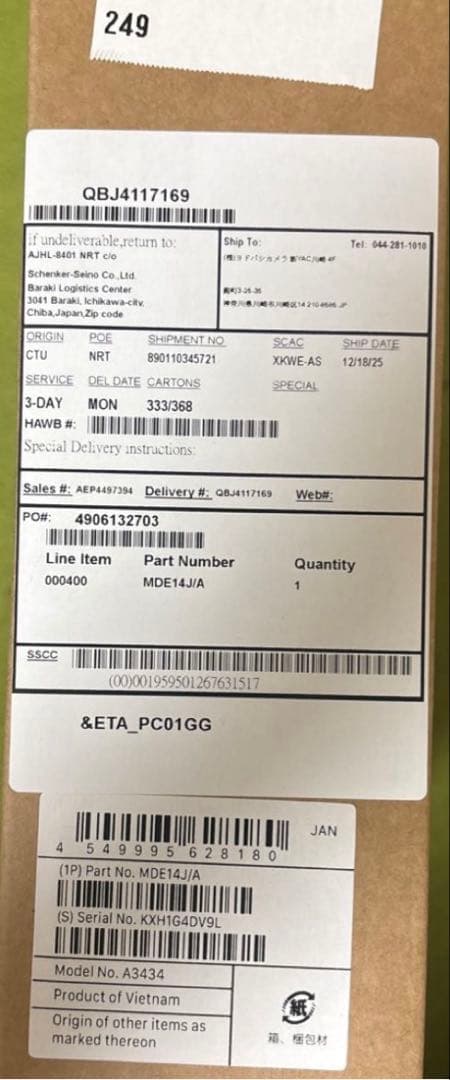 249
QBJ4117169
if undeliverable,return to:
AJHL-8401 NRT c/o
Schenker-Seino Co.,Ltd.
Baraki Logistics Center
3041 Baraki, Ichikawa-city,
Chiba,Japan,Zip code
Ship To: Tel: 044-281-1010
ORIGIN POE SHIPMENT NO SCAC SHIP DATE
CTU NRT 890110345721 XKWE-AS 12/18/25
SERVICE DEL DATE CARTONS SPECIAL
3-DAY MON 333/368
HAWB #:
Special Delivery instructions:
Sales #: AEP4497394 Delivery #: QBJ4117169 Web#:
PO#: 4906132703
Line Item Part Number Quantity
000400 MDE14J/A 1
SSCC
(00)001959501267631517
&ETA_PC01GG
JAN
4 549995 628180
(1P) Part No. MDE14J/A
(S) Serial No. KXH1G4DV9L
Model No. A3434
Product of Vietnam
Origin of other items as
marked thereon
紙
箱、梱包材